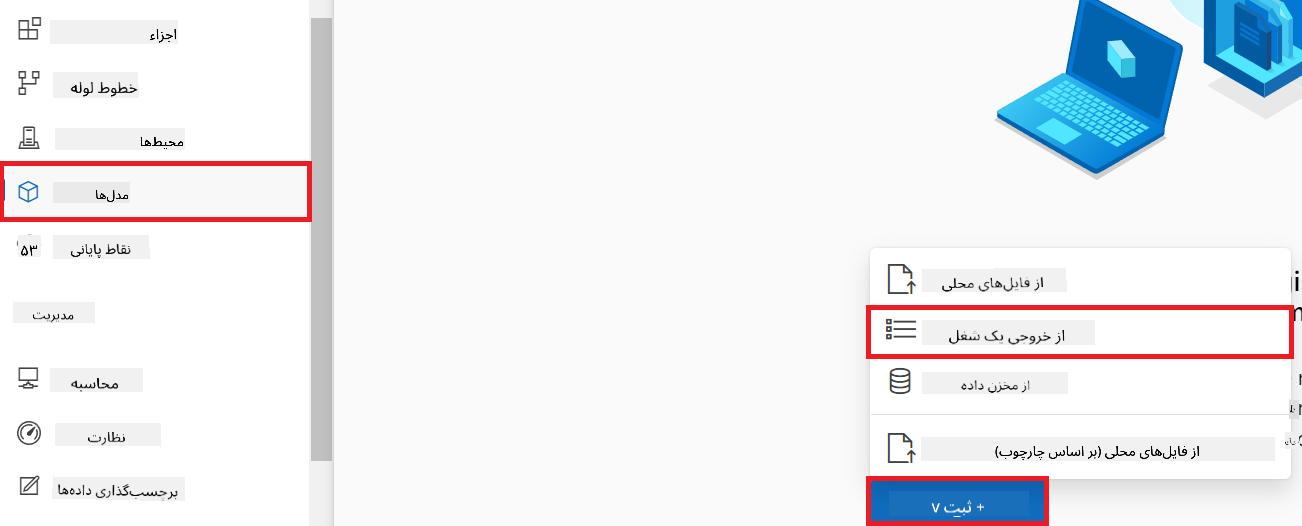 اجزاء
خطوط لوله
محیط‌ها
مدل‌ها
۵۳ نقاط پایانی
مدیریت
محاسبه
نظارت
برچسب‌گذاری داده‌ها
از فایل‌های محلی
از خروجی یک شغل
از مخزن داده
از فایل‌های محلی (بر اساس چارچوب)
+ ثبت v